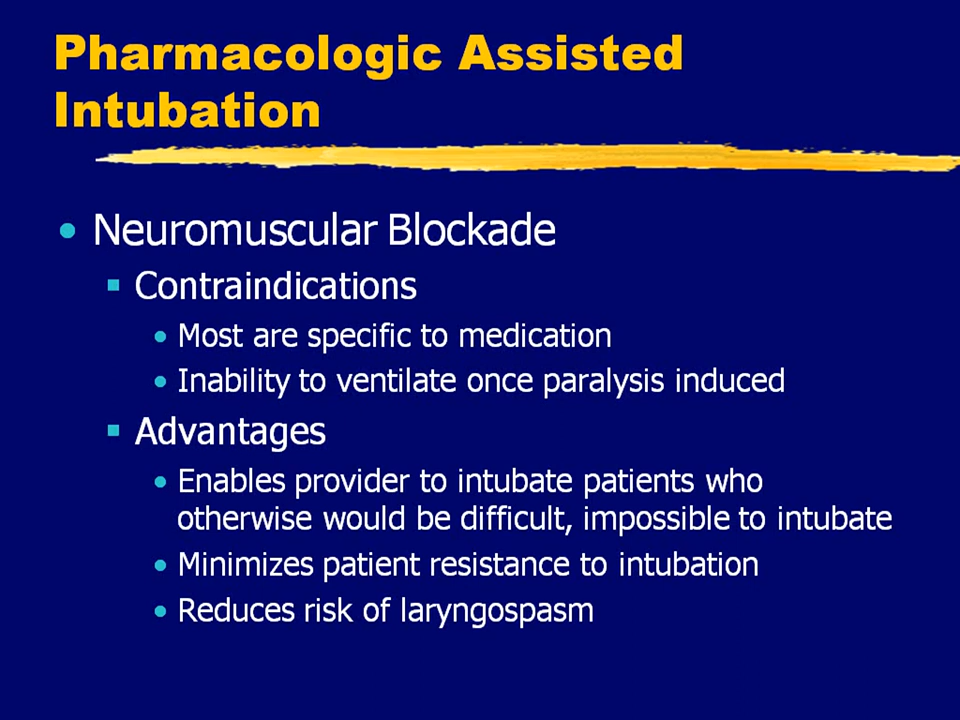 Pharmacologic Assisted
Intubation
• Neuromuscular Blockade
▪ Contraindications
• Most are specific to medication
• Inability to ventilate once paralysis induced
▪ Advantages
• Enables provider to intubate patients who
otherwise would be difficult, impossible to intubate
• Minimizes patient resistance to intubation
• Reduces risk of laryngospasm